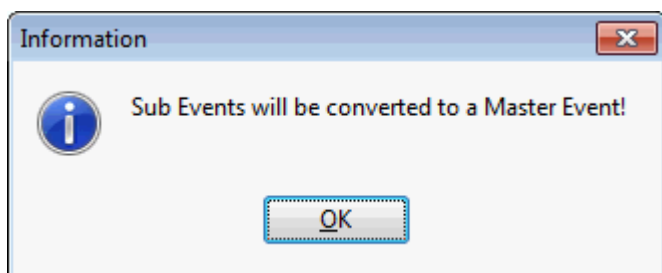 Information
Sub Events will be converted to a Master Event!
OK